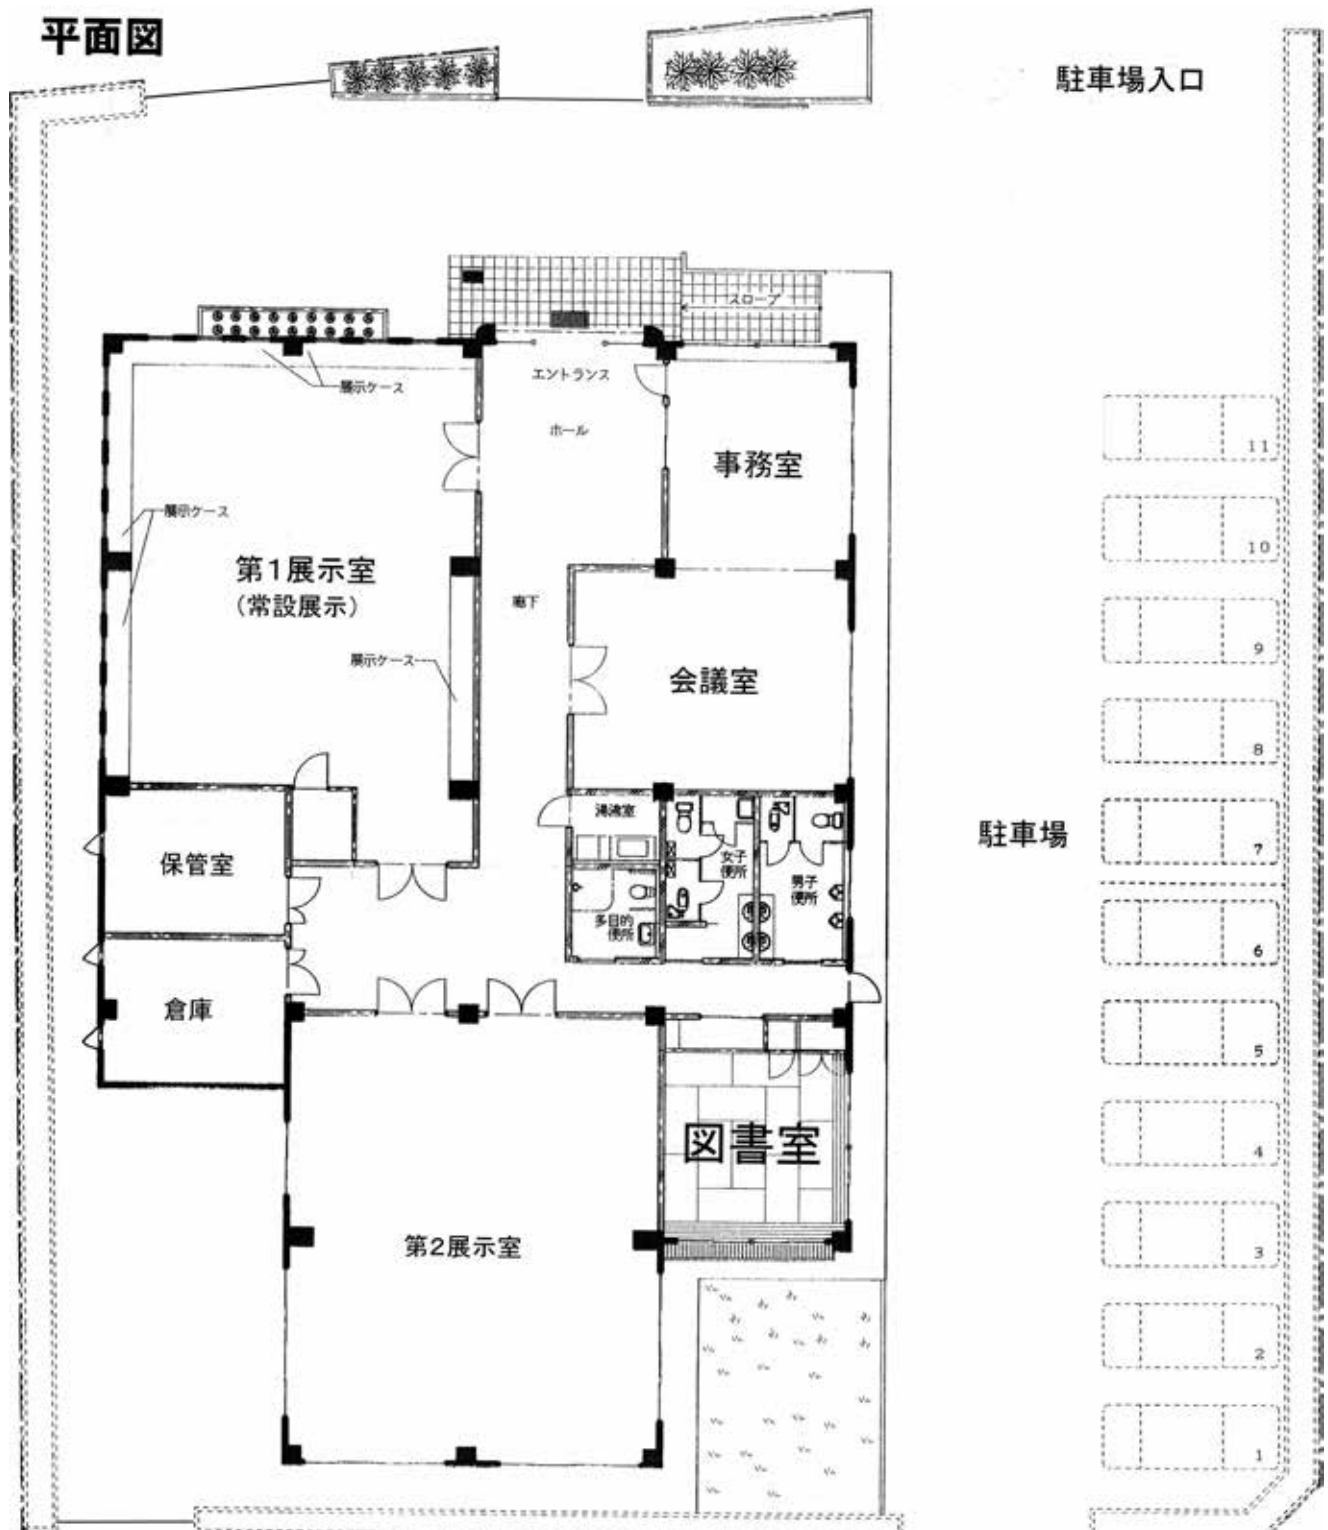 平面図
駐車場入口
スロープ
エントランス
ホール
展示ケース
事務室
11
展示ケース
10
第1展示室
(常設展示)
廊下
9
展示ケース
会議室
8
湯沸室
駐車場
7
保管室
女子
便所
男子
便所
多目的
便所
6
倉庫
5
図書室
4
第2展示室
3
2
1